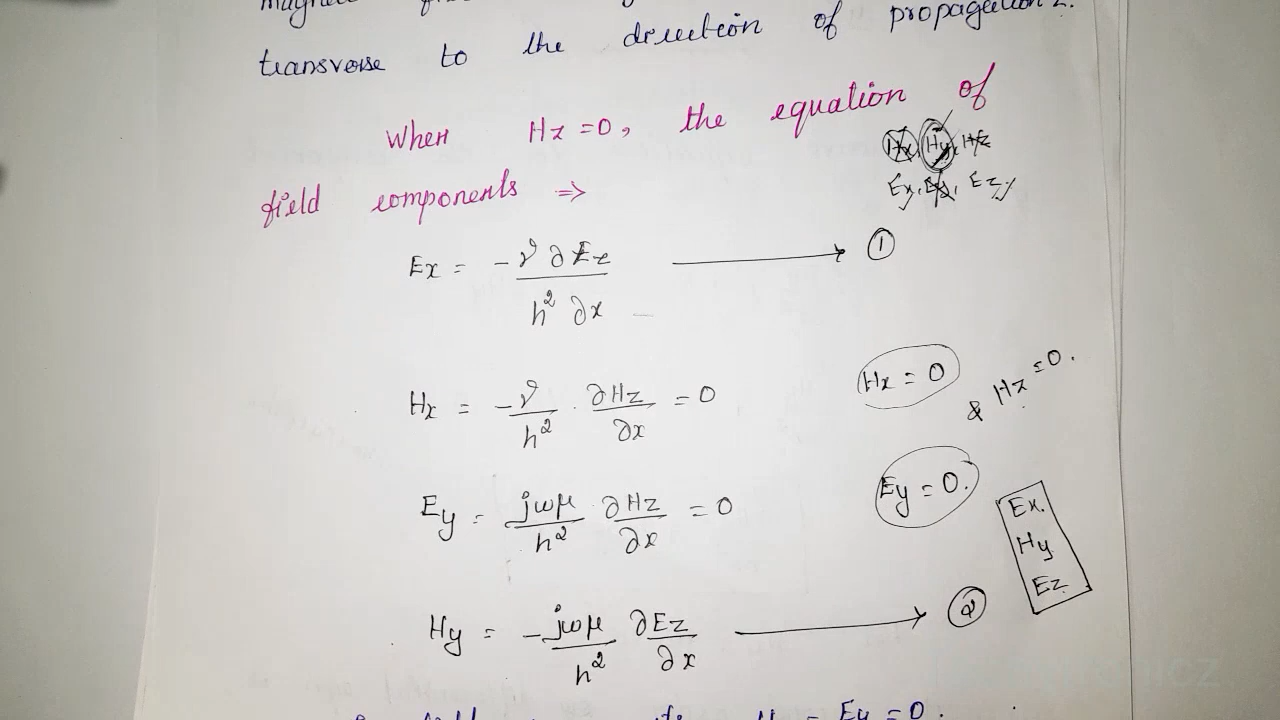 transverse to the direction of propagation
When Hz = 0, the equation of
Hx, Hy, Hz
field components ⇒
Ex, Ey, Ez
Ex = -γ ∂Ez / h² ∂x → ①
Hx = -γ/h² . ∂Hz/∂x = 0
Hx = 0 & Hz = 0.
Ey = jωμ/h² ∂Hz/∂x = 0
Ey = 0.
Ex.
Hy
Ez
Hy = -jωμ/h² ∂Ez/∂x → ②
Ey = 0.